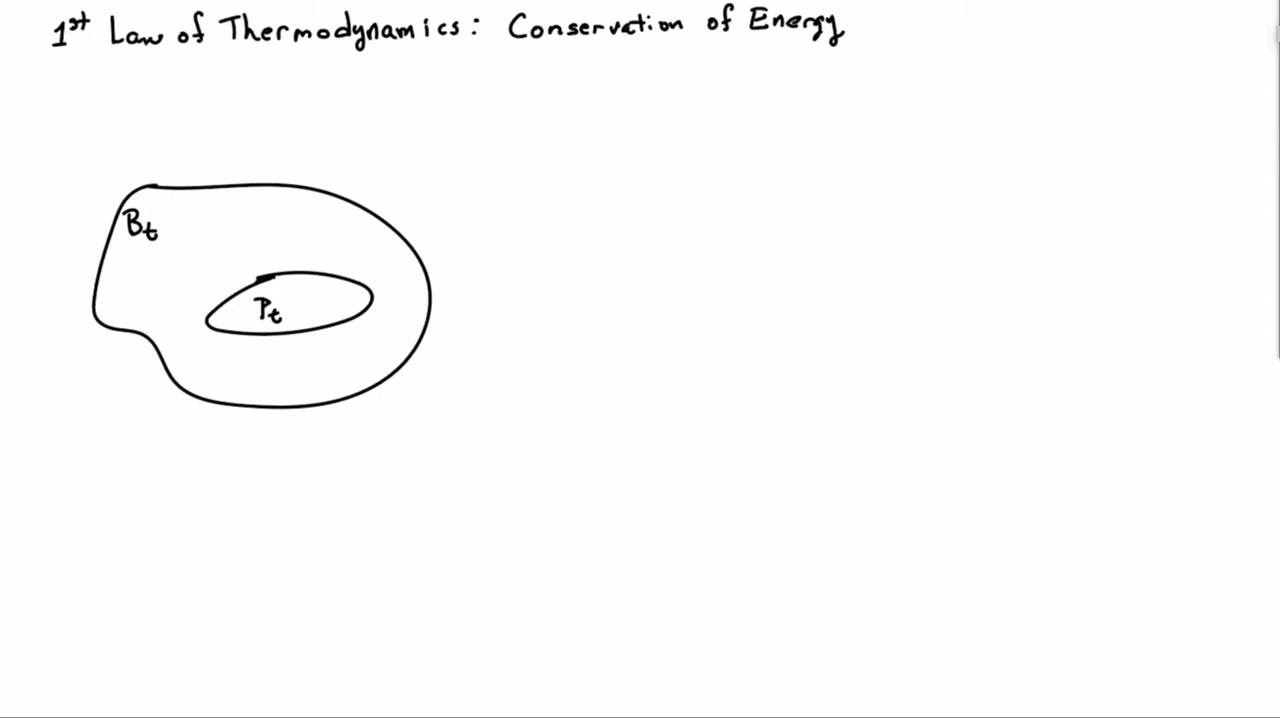 1st Law of Thermodynamics: Conservation of Energy
Bt
Pt